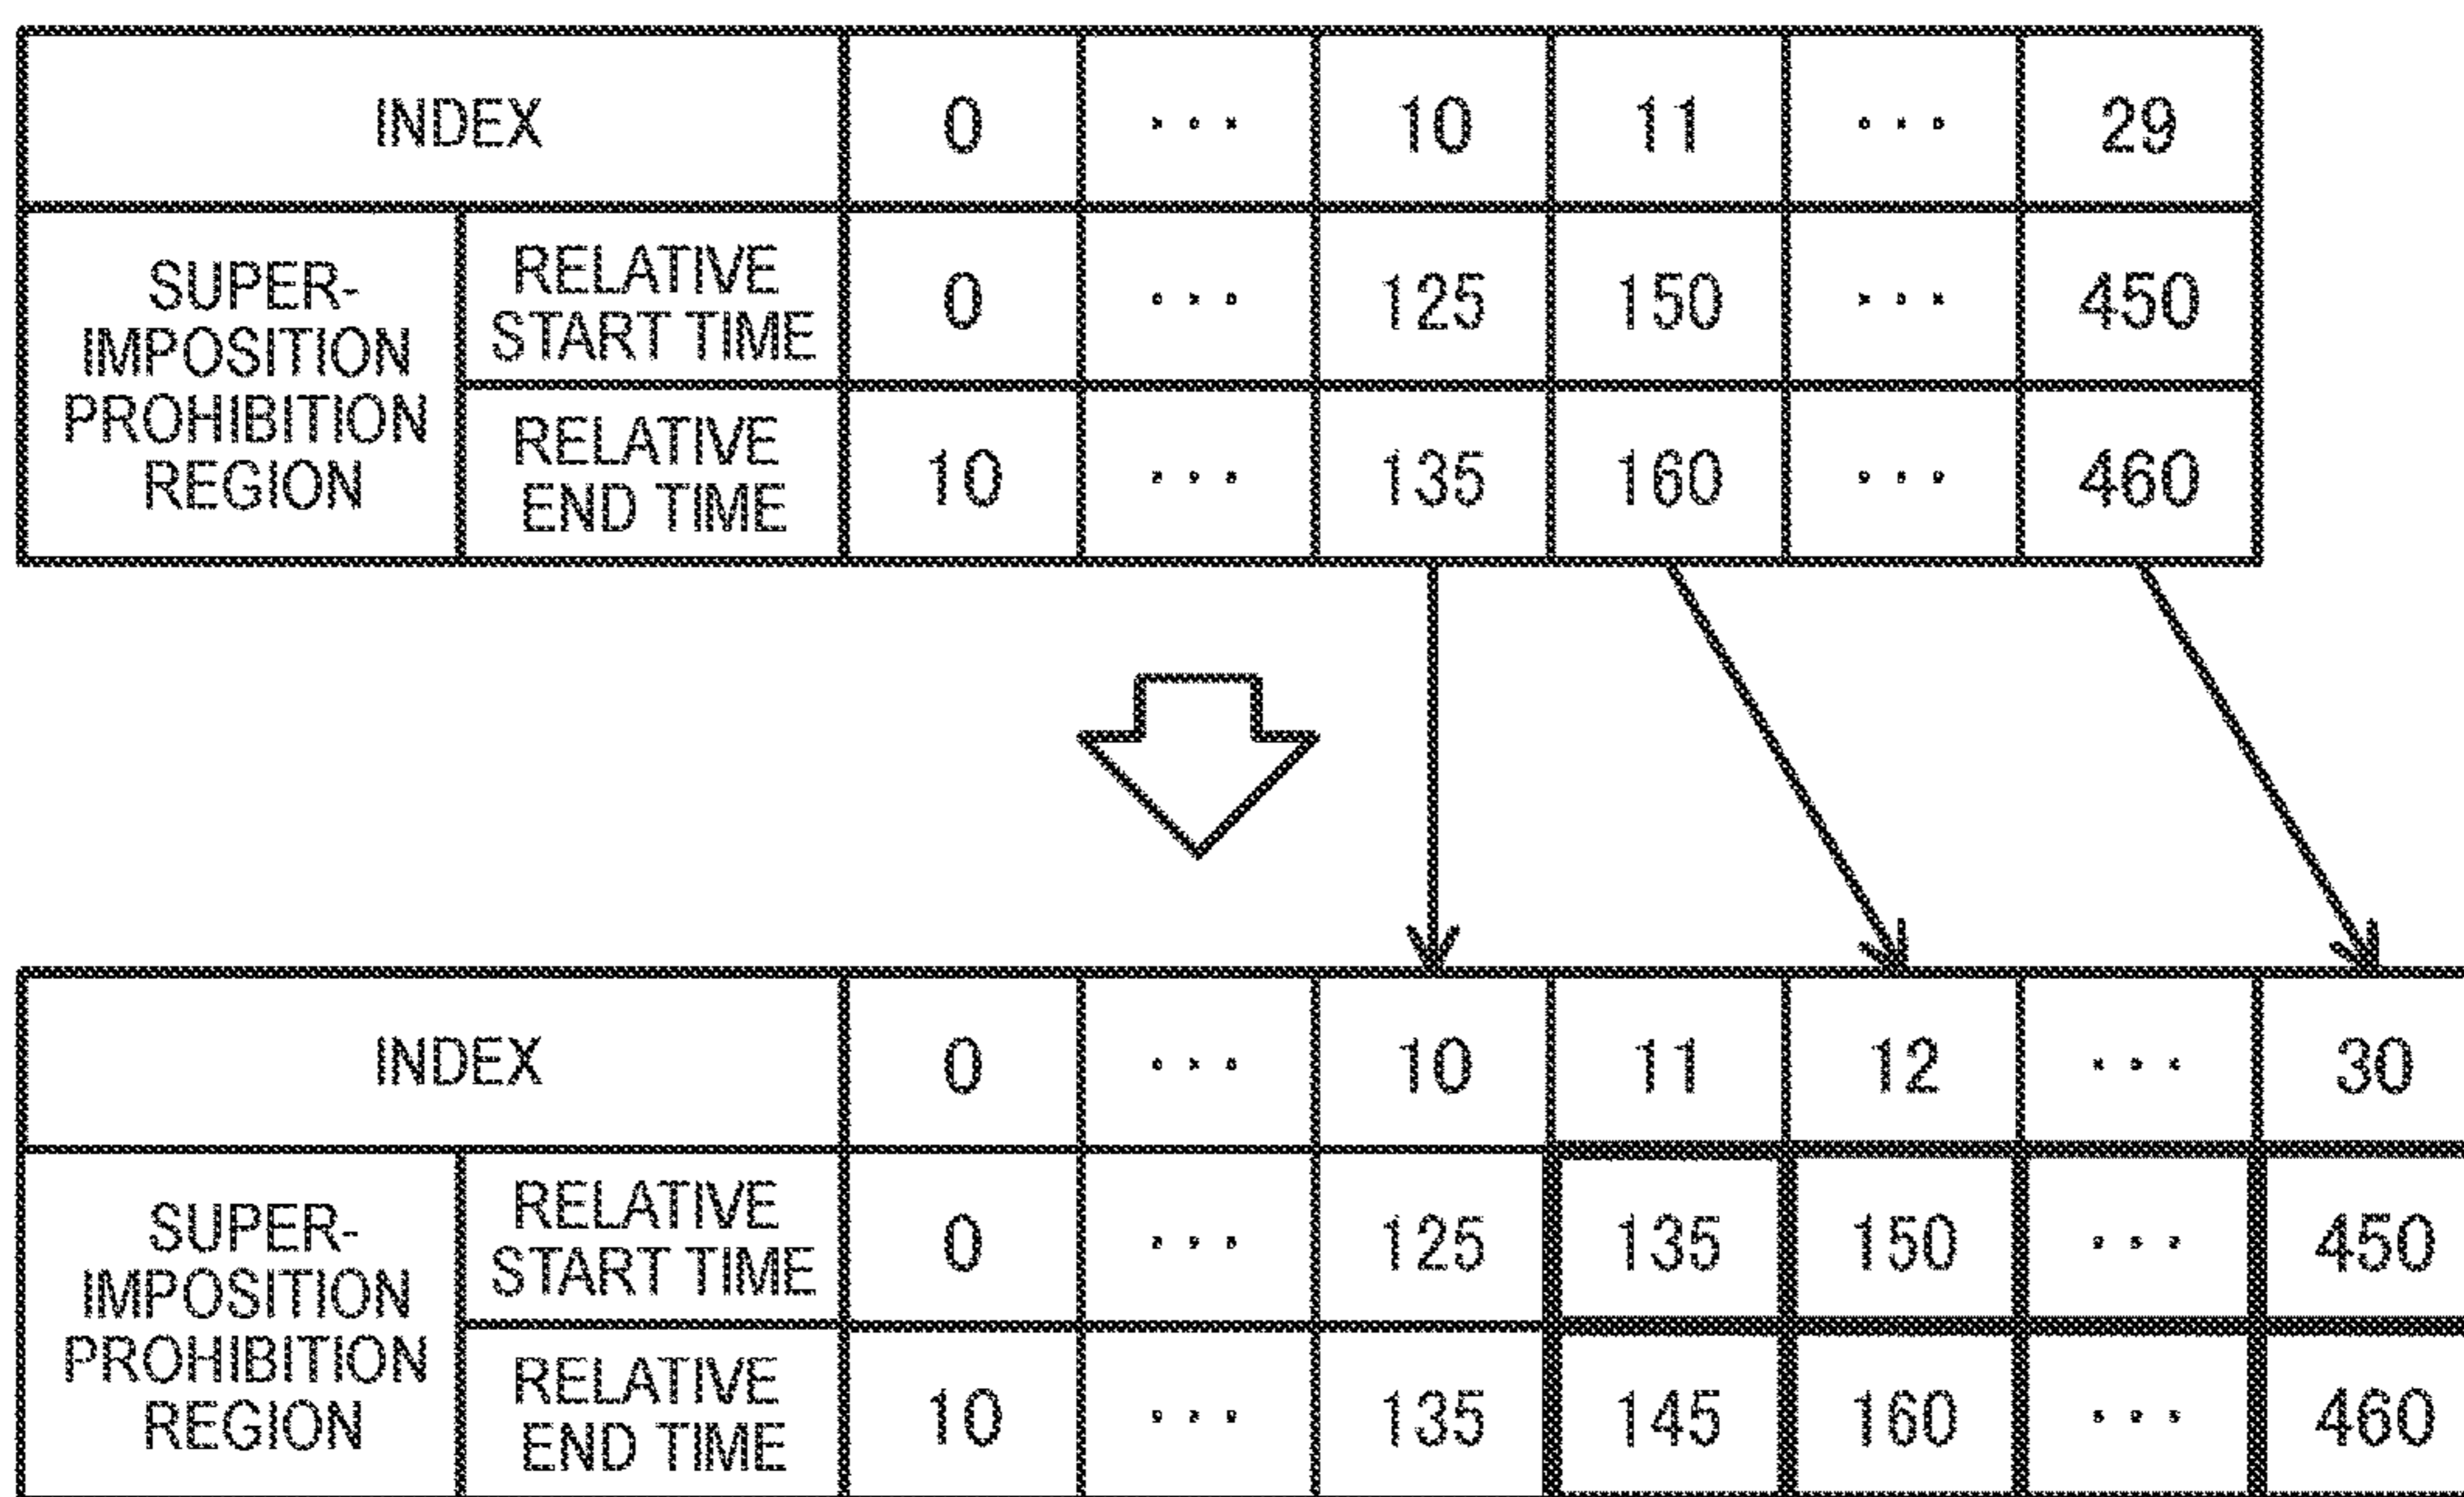 INDEX 0 ... 10 11 ... 29
SUPER-
IMPOSITION
PROHIBITION
REGION
RELATIVE
START TIME
0 ... 125 150 ... 450
RELATIVE
END TIME
10 ... 135 160 ... 460
INDEX 0 ... 10 11 12 ... 30
SUPER-
IMPOSITION
PROHIBITION
REGION
RELATIVE
START TIME
0 ... 125 135 150 ... 450
RELATIVE
END TIME
10 ... 135 145 160 ... 460